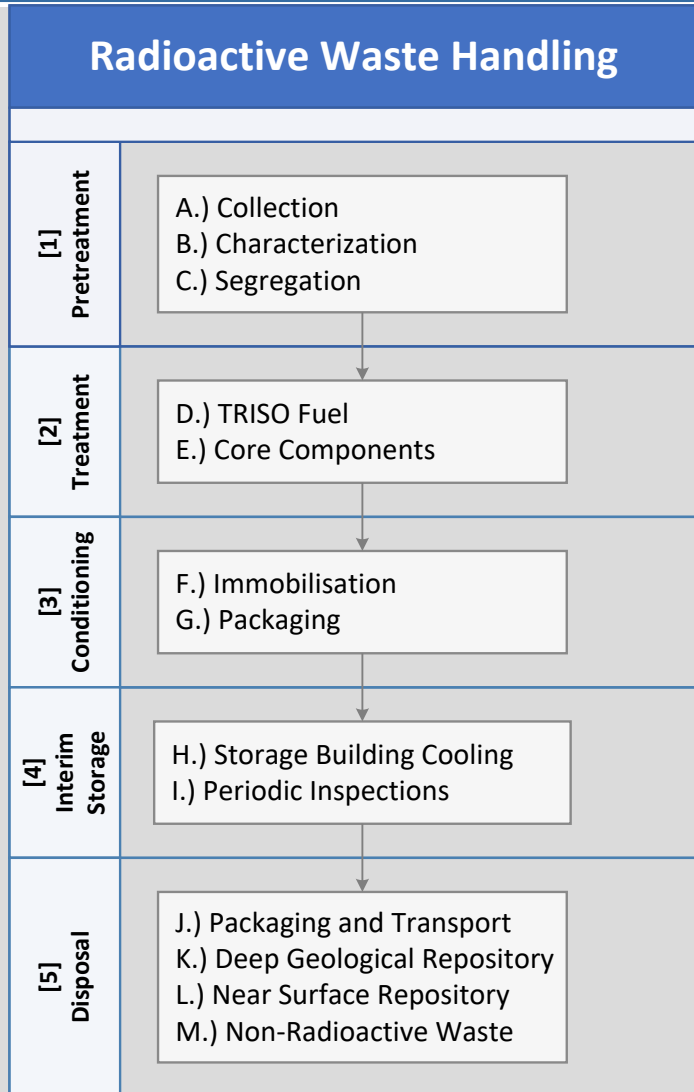 Radioactive Waste Handling
[1]
Pretreatment
A.) Collection
B.) Characterization
C.) Segregation
[2]
Treatment
D.) TRISO Fuel
E.) Core Components
[3]
Conditioning
F.) Immobilisation
G.) Packaging
[4]
Interim
Storage
H.) Storage Building Cooling
I.) Periodic Inspections
[5]
Disposal
J.) Packaging and Transport
K.) Deep Geological Repository
L.) Near Surface Repository
M.) Non-Radioactive Waste